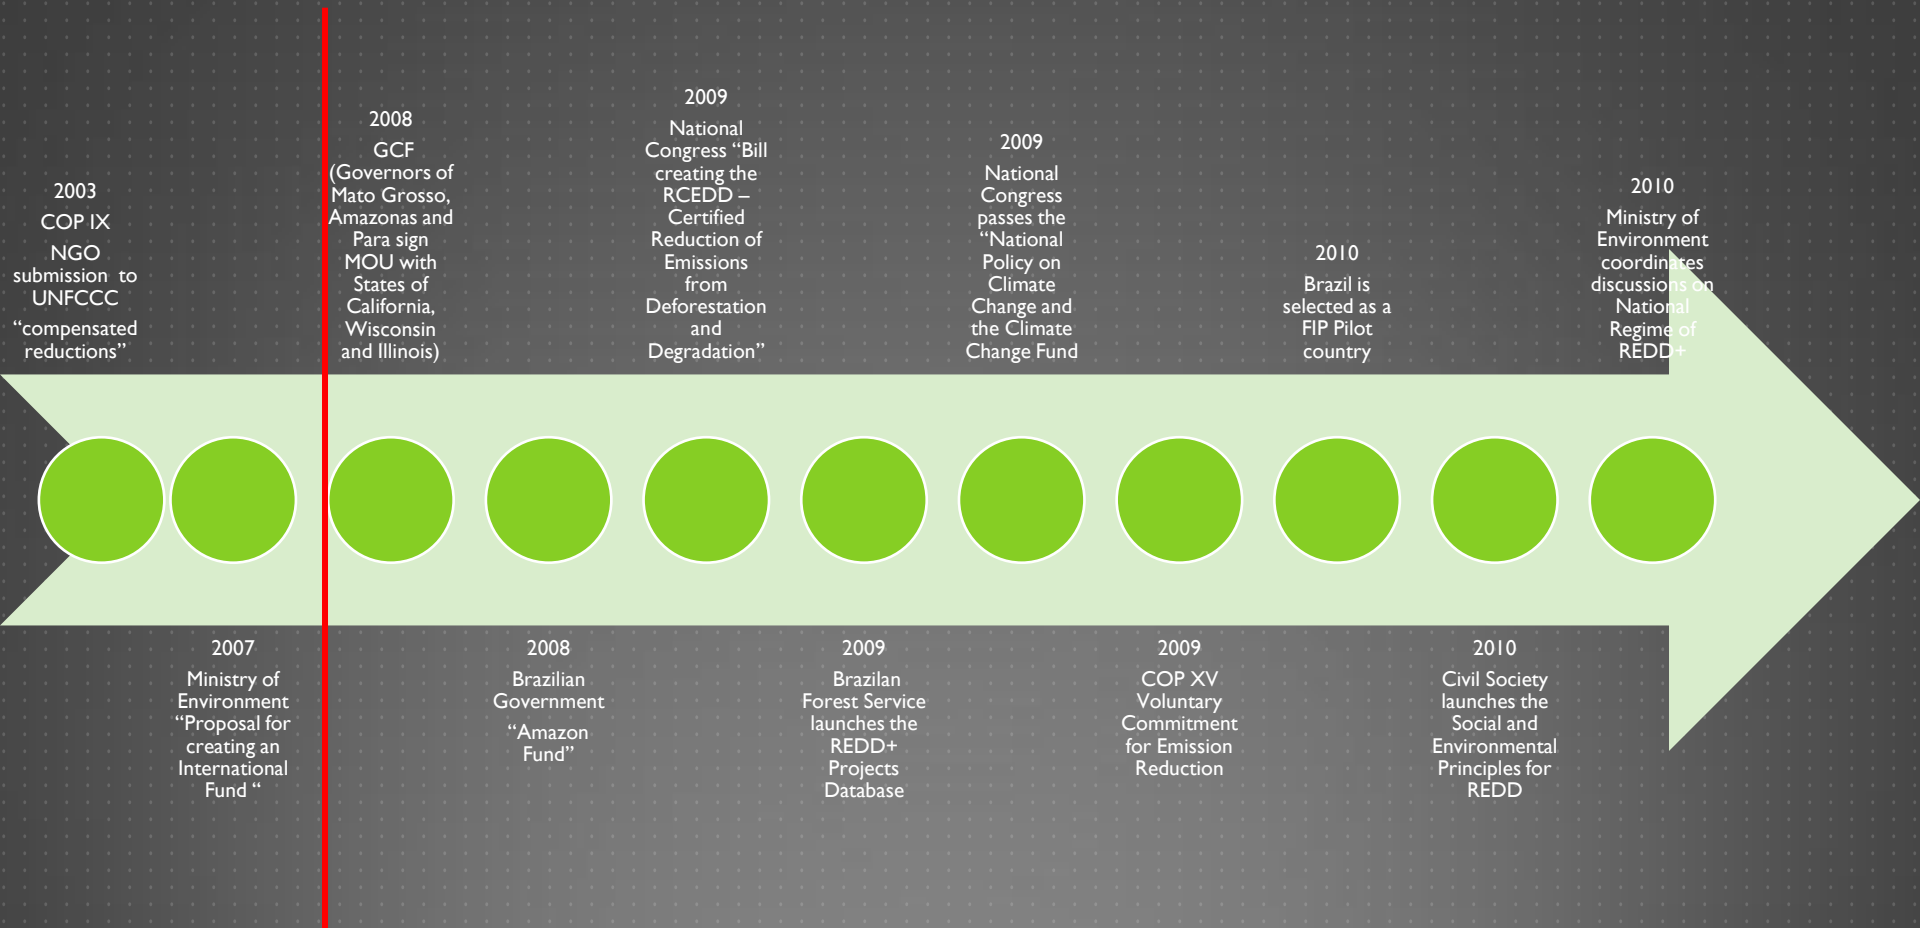 2003
COP IX
NGO
submission  to
UNFCCC
“compensated
reductions”
2007
Ministry of
Environment
“Proposal for
creating an
International
Fund “
2008
GCF
(Governors of
Mato Grosso,
Amazonas and
Para sign
MOU with
States of
California,
Wisconsin
and Illinois)
2008
Brazilian
Government
“Amazon
Fund”
2009
National
Congress “Bill
creating the
RCEDD –
Certified
Reduction of
Emissions
from
Deforestation
and
Degradation”
2009
Brazilan
Forest Service
launches the
REDD+
Projects
Database
2009
National
Congress
passes the
“National
Policy on
Climate
Change and
the Climate
Change Fund
2009
COP XV
Voluntary
Commitment
for Emission
Reduction
2010
Brazil is
selected as a
FIP Pilot
country
2010
Civil Society
launches the
Social and
Environmental
Principles for
REDD
2010
Ministry of
Environment
coordinates
discussions on
National
Regime of
REDD+